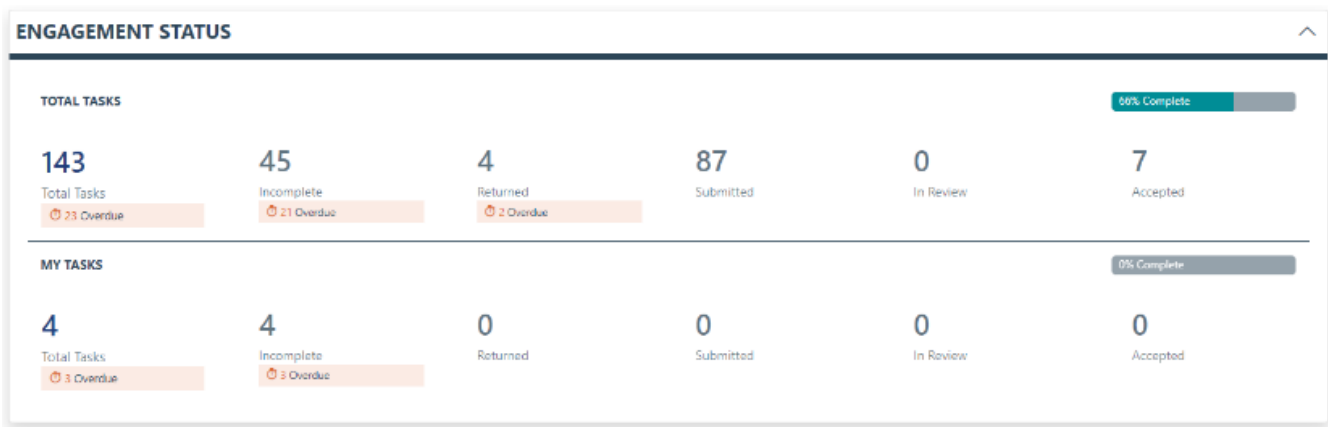 ENGAGEMENT STATUS
TOTAL TASKS
66% Complete
143 45 4 87 0 7
Total Tasks Incomplete Returned Submitted In Review Accepted
23 Overdue 21 Overdue 2 Overdue
MY TASKS
0% Complete
4 4 0 0 0 0
Total Tasks Incomplete Returned Submitted In Review Accepted
3 Overdue 3 Overdue